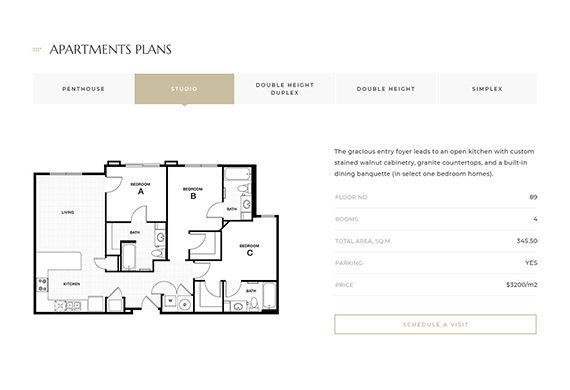 APARTMENTS PLANS
PENTHOUSE
STUDIO
DOUBLE HEIGHT
DUPLEX
DOUBLE HEIGHT
SIMPLEX
The gracious entry foyer leads to an open kitchen with custom
stained walnut cabinetry, granite countertops, and a built-in
dining banquette (in select one bedroom homes).
FLOOR NO 89
ROOMS 4
TOTAL AREA, SQ.M. 345.50
PARKING YES
PRICE $3200/m2
SCHEDULE A VISIT
LIVING
BEDROOM
A
BEDROOM
B
BATH
BATH
BEDROOM
C
KITCHEN
W
D
BATH